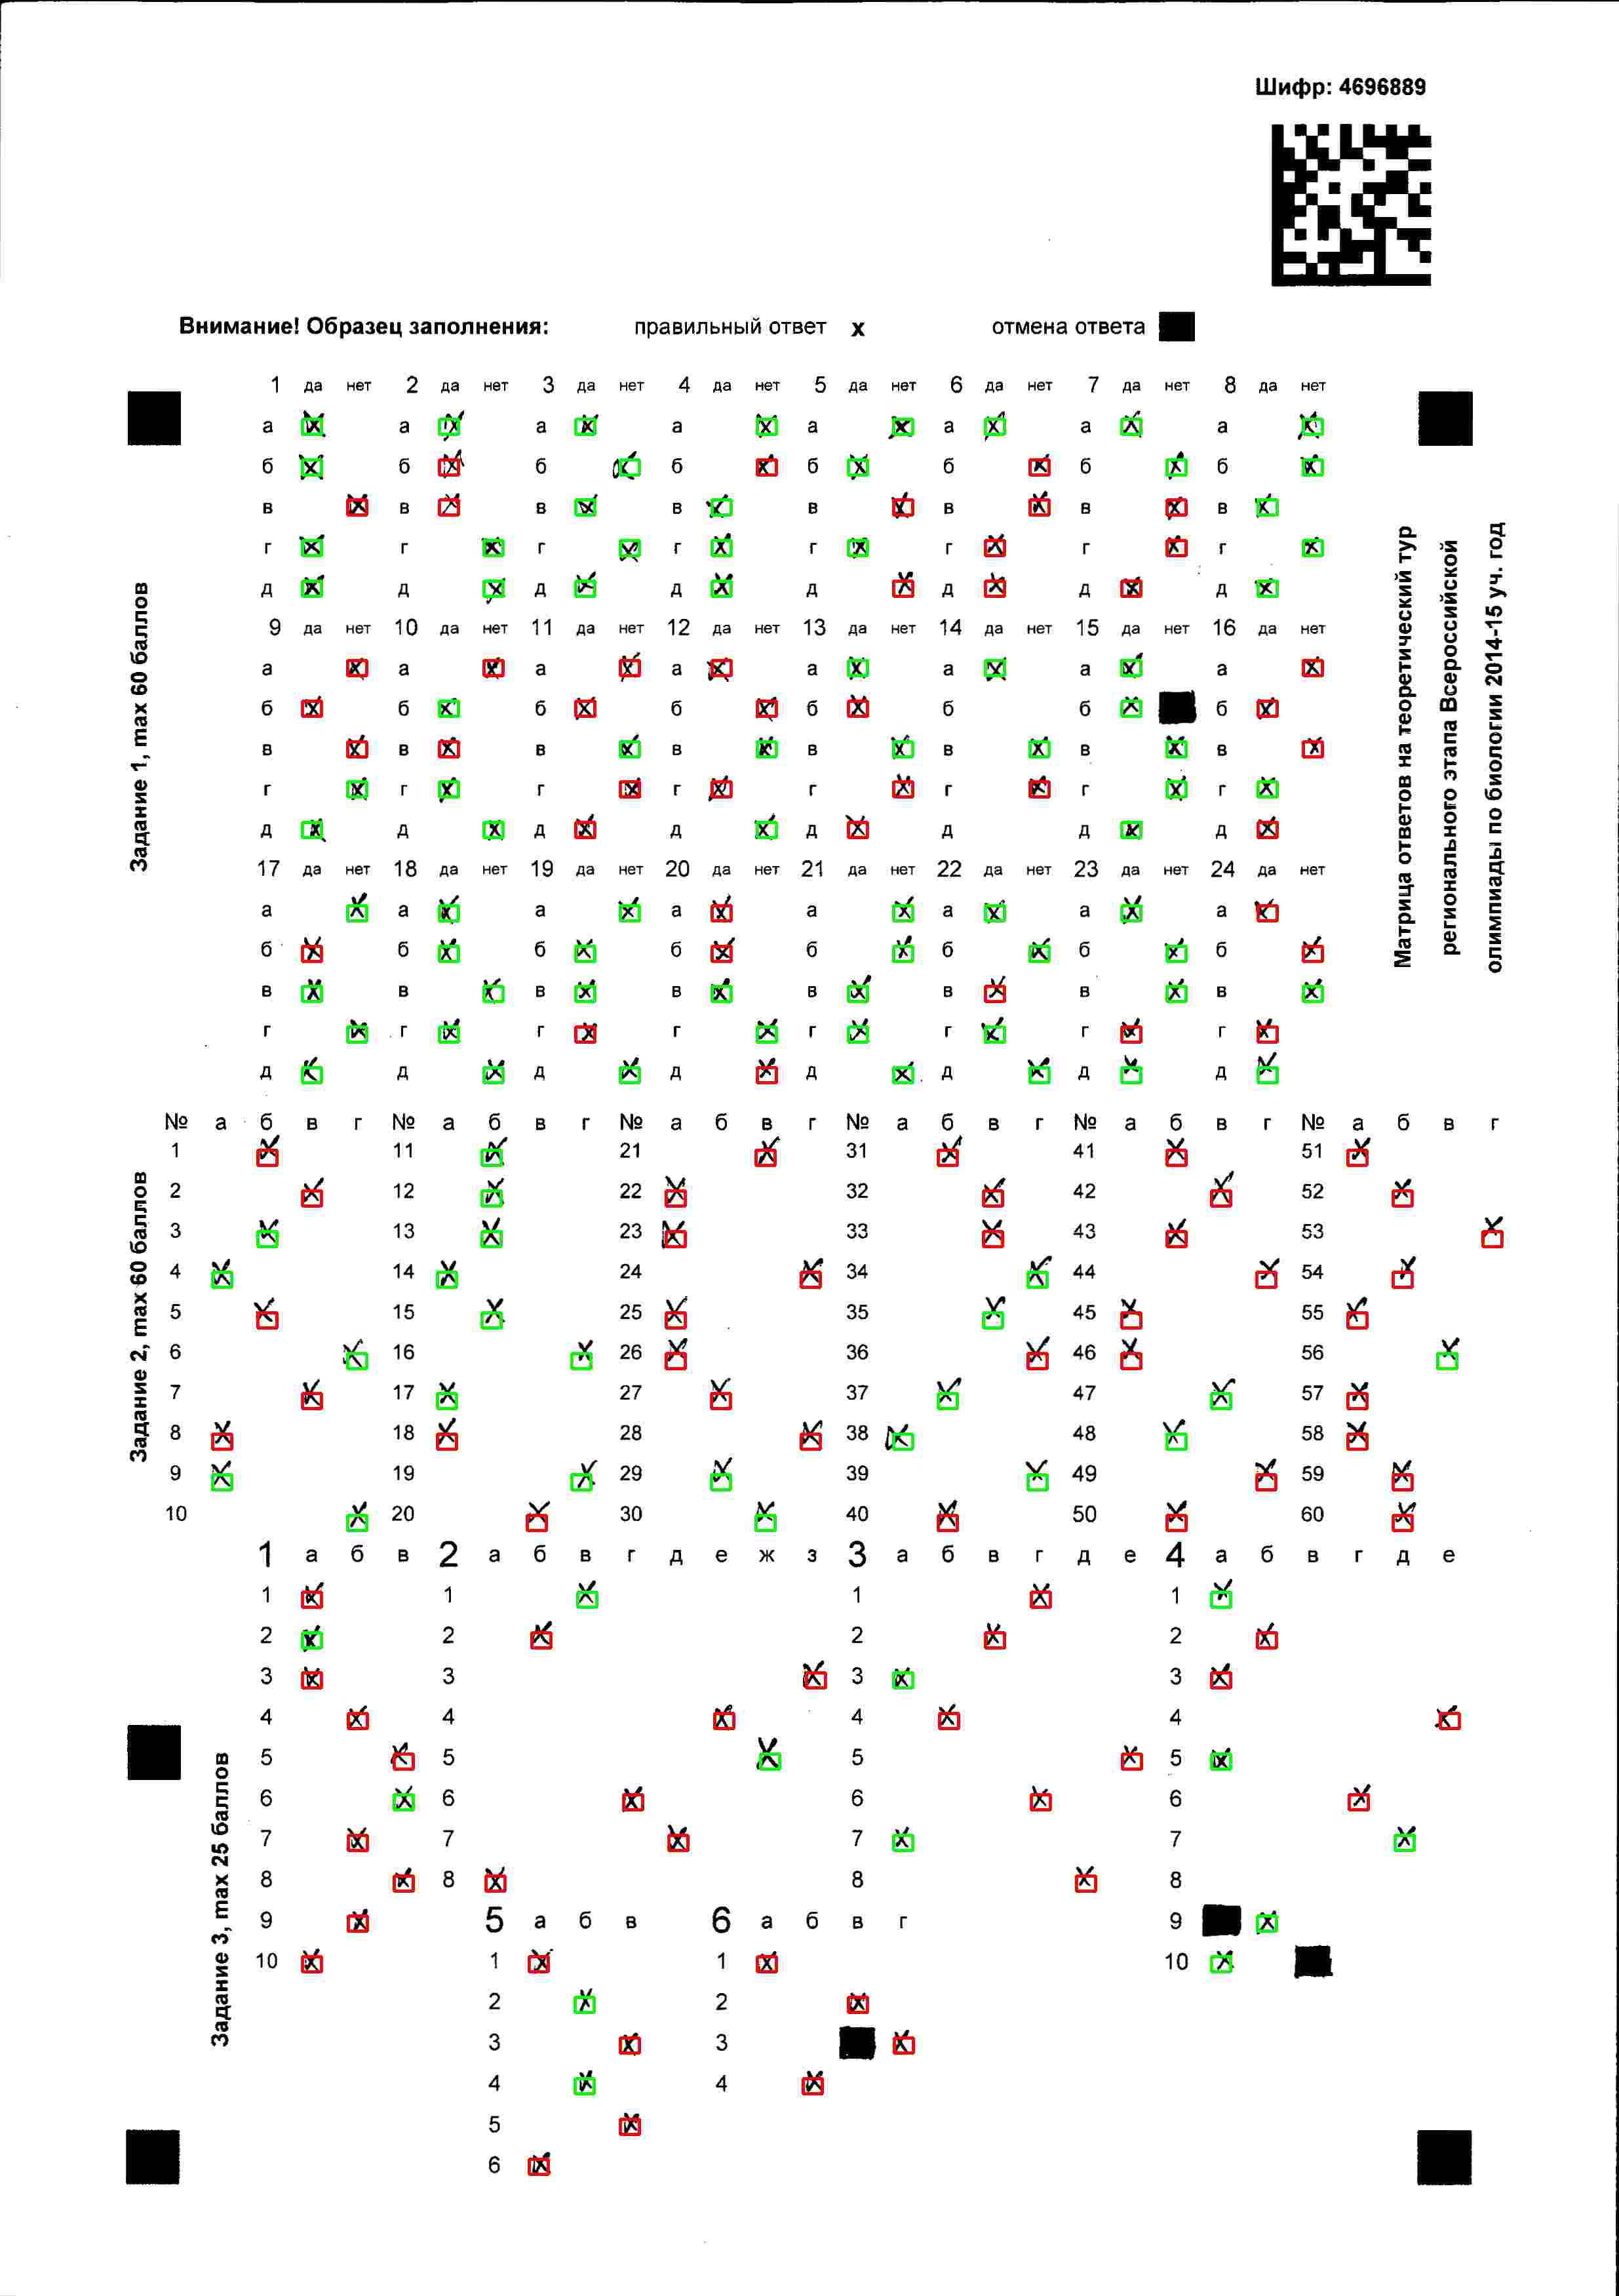 Шифр: 4696889
Внимание! Образец заполнения: правильный ответ x отмена ответа
Задание 1, max 60 баллов
1 да нет 2 да нет 3 да нет 4 да нет 5 да нет 6 да нет 7 да нет 8 да нет
а а а а а а а а
б б б б б б б б
в в в в в в в в
г г г г г г г г
д д д д д д д д
9 да нет 10 да нет 11 да нет 12 да нет 13 да нет 14 да нет 15 да нет 16 да нет
а а а а а а а а
б б б б б б б б
в в в в в в в в
г г г г г г г г
д д д д д д д д
17 да нет 18 да нет 19 да нет 20 да нет 21 да нет 22 да нет 23 да нет 24 да нет
а а а а а а а а
б б б б б б б б
в в в в в в в в
г г г г г г г г
д д д д д д д д
Матрица ответов на теоретический тур
регионального этапа Всероссийской
олимпиады по биологии 2014-15 уч. год
Задание 2, max 60 баллов
№ а б в г № а б в г № а б в г № а б в г № а б в г № а б в г
1 11 21 31 41 51
2 12 22 32 42 52
3 13 23 33 43 53
4 14 24 34 44 54
5 15 25 35 45 55
6 16 26 36 46 56
7 17 27 37 47 57
8 18 28 38 48 58
9 19 29 39 49 59
10 20 30 40 50 60
Задание 3, max 25 баллов
1 а б в 2 а б в г д е ж з 3 а б в г д е 4 а б в г д е
1 1 1 1
2 2 2 2
3 3 3 3
4 4 4 4
5 5 5 5
6 6 6 6
7 7 7 7
8 8 8 8
9 5 а б в 6 а б в г 9
10 1 1 10
2 2
3 3
4 4
5
6